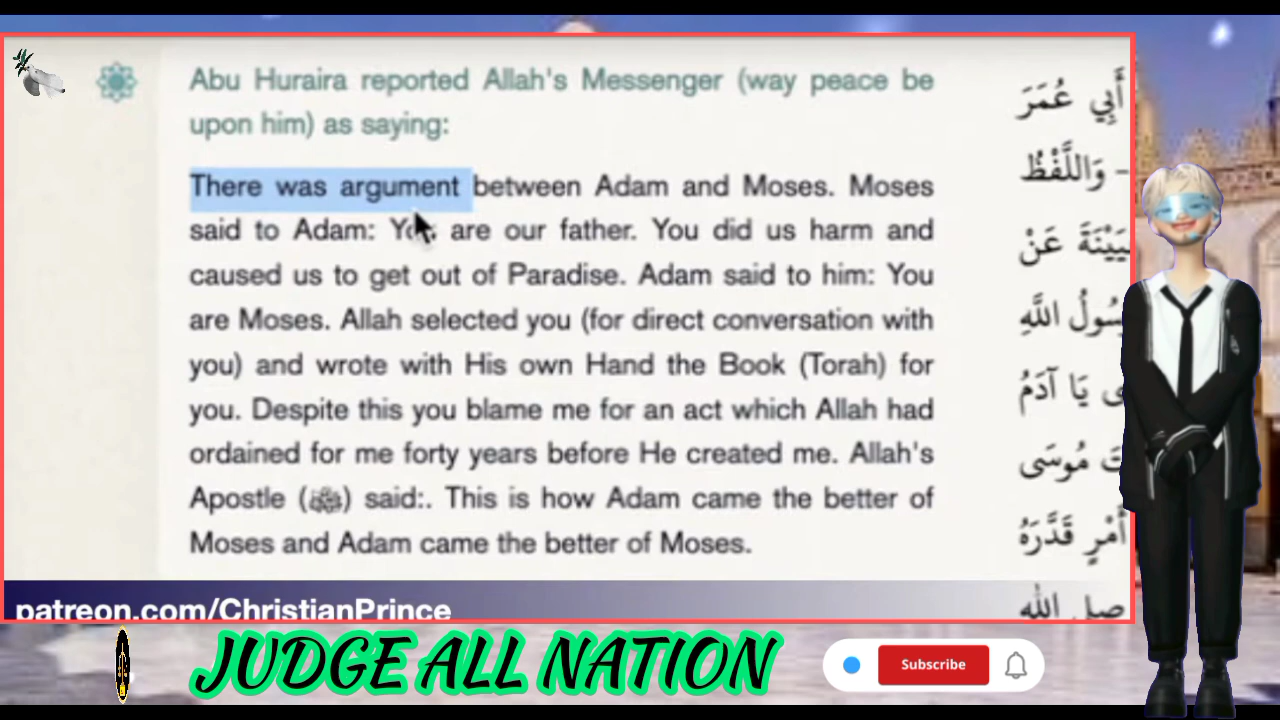 Abu Huraira reported Allah's Messenger (way peace be
upon him) as saying:
There was argument between Adam and Moses. Moses
said to Adam: You are our father. You did us harm and
caused us to get out of Paradise. Adam said to him: You
are Moses. Allah selected you (for direct conversation with
you) and wrote with His own Hand the Book (Torah) for
you. Despite this you blame me for an act which Allah had
ordained for me forty years before He created me. Allah's
Apostle (ﷺ) said:. This is how Adam came the better of
Moses and Adam came the better of Moses.
أَبِي عُمَرَ
- وَاللَّفْظُ
عَنْ
اللَّهِ
يَا آدَمُ
مُوسَى
أَمْرٍ قَدَّرَهُ
الله
patreon.com/ChristianPrince
JUDGE ALL NATION
Subscribe